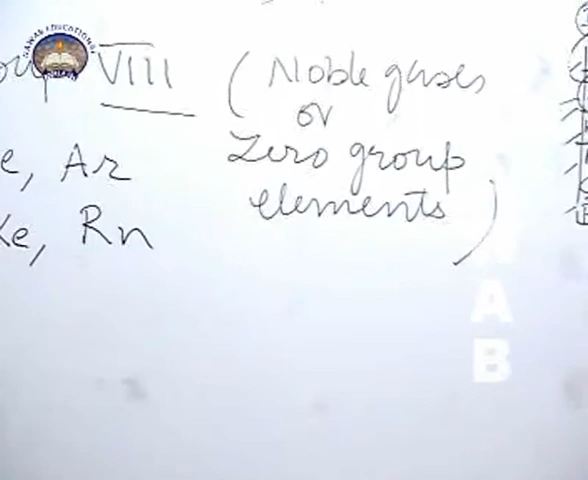 VIII (Noble gases
or
Zero group
elements)
e, Ar
Xe, Rn
A
B